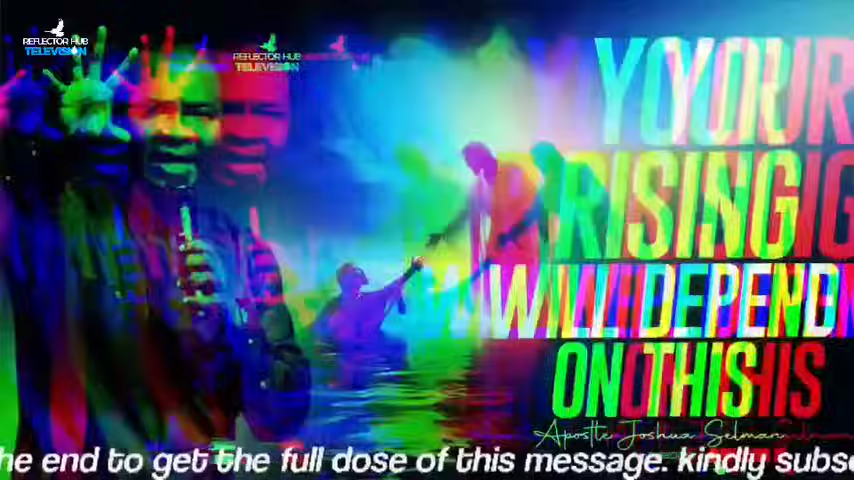 REFLECTOR HUB
TELEVISION
REFLECTOR HUB
TELEVISION
YOUR
RISING
WILL DEPEND
ON THIS
Apostle Joshua Selman
he end to get the full dose of this message. kindly subsc